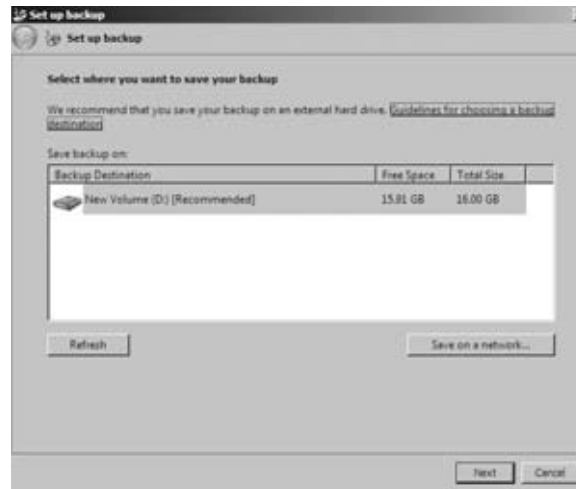 Set up backup
Set up backup
Select where you want to save your backup
We recommend that you save your backup on an external hard drive. Guidelines for choosing a backup
destination
Save backup on:
Backup Destination Free Space Total Size
New Volume (D:) [Recommended] 15.91 GB 16.00 GB
Refresh Save on a network...
Next Cancel